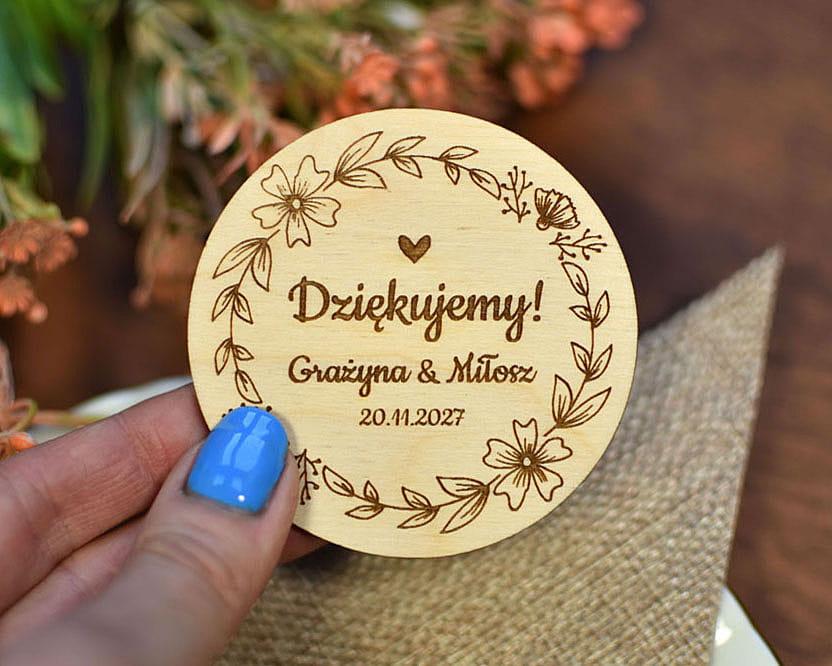 Dziękujemy!
Grażyna & Miłosz
20.11.2027